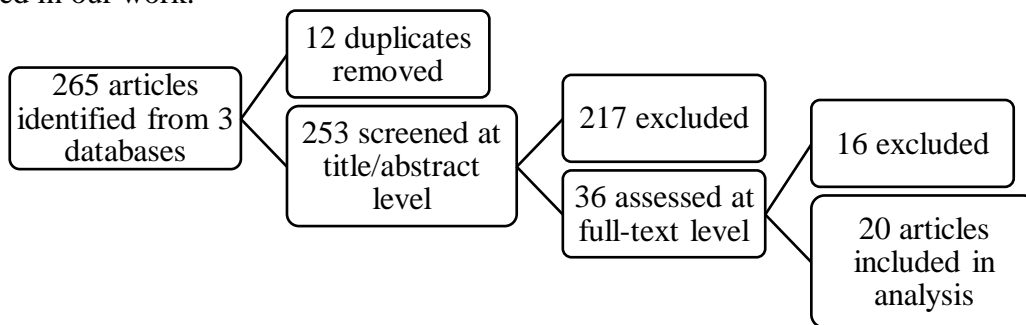 in our work.
265 articles
identified from 3
databases
12 duplicates
removed
253 screened at
title/abstract
level
217 excluded
36 assessed at
full-text level
16 excluded
20 articles
included in
analysis